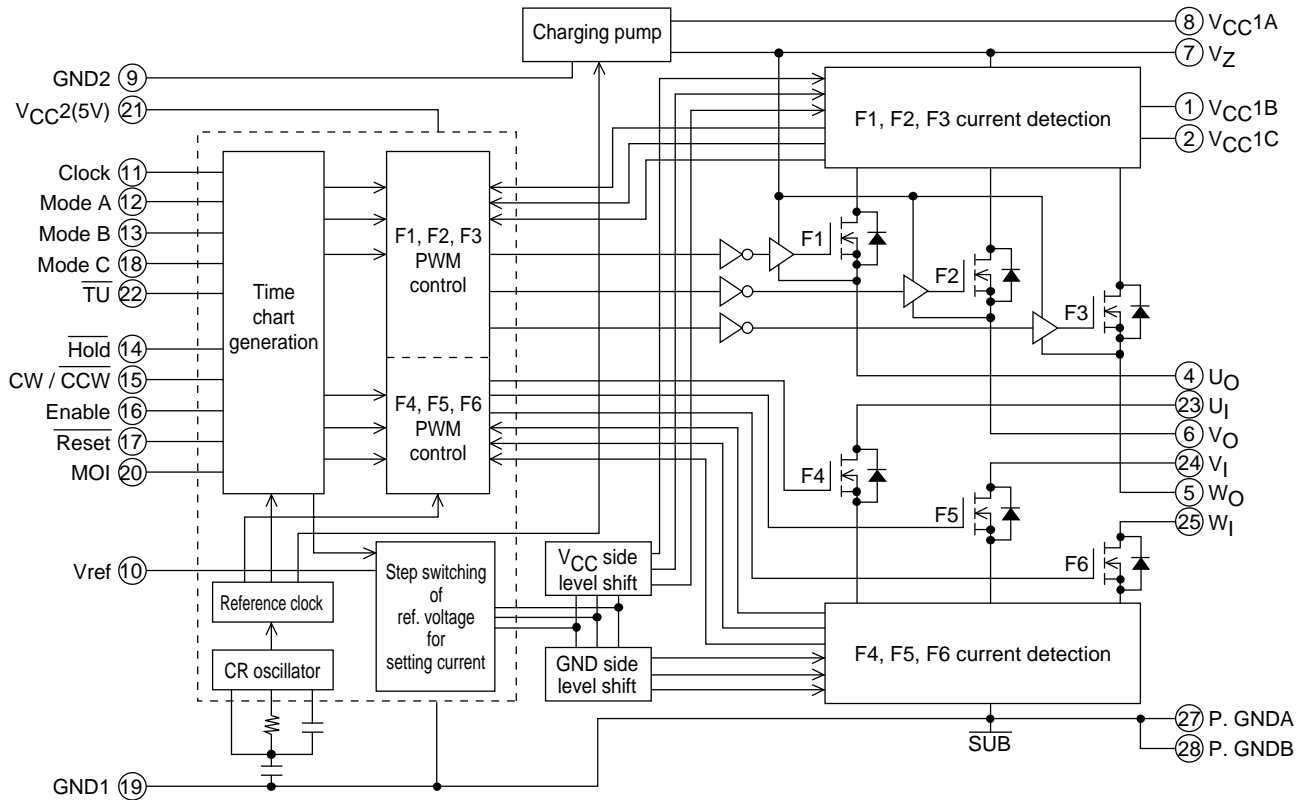 Charging pump
8 VCC1A
7 VZ
GND2 9
VCC2(5V) 21
F1, F2, F3 current detection
1 VCC1B
2 VCC1C
Clock 11
Mode A 12
Mode B 13
Mode C 18
TU 22
Hold 14
CW / CCW 15
Enable 16
Reset 17
MOI 20
Time
chart
generation
F1, F2, F3
PWM
control
F4, F5, F6
PWM
control
F1
F2
F3
4 UO
23 UI
6 VO
24 VI
5 WO
25 WI
F4
F5
F6
Vref 10
Reference clock
CR oscillator
Step switching
of
ref. voltage
for
setting current
VCC side
level shift
GND side
level shift
F4, F5, F6 current detection
SUB
27 P. GNDA
28 P. GNDB
GND1 19